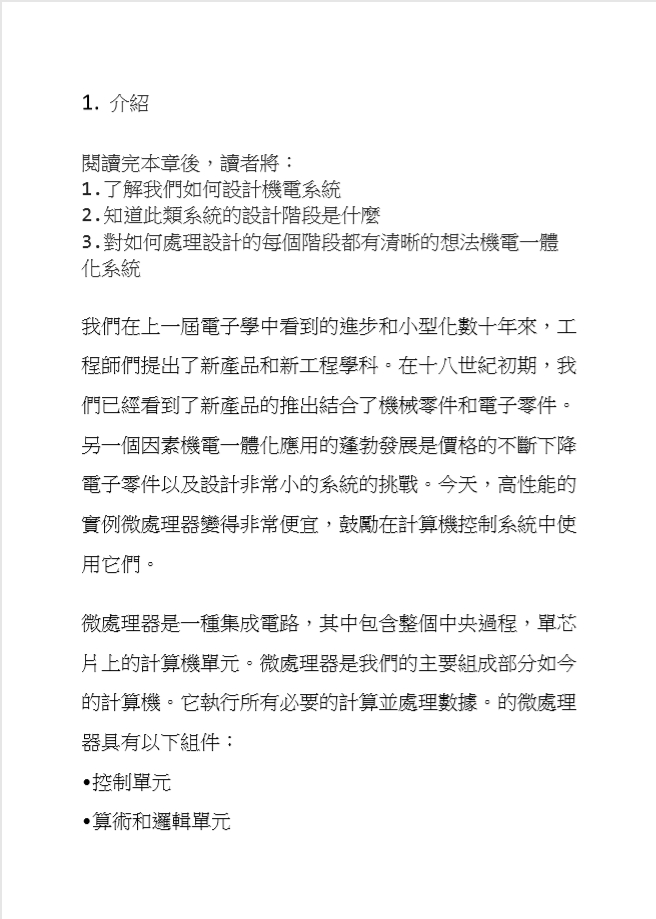 1. 介紹
閱讀完本章後，讀者將：
1.了解我們如何設計機電系統
2.知道此類系統的設計階段是什麼
3.對如何處理設計的每個階段都有清晰的想法機電一體
化系統
我們在上一屆電子學中看到的進步和小型化數十年來，工
程師們提出了新產品和新工程學科。在十八世紀初期，我
們已經看到了新產品的推出結合了機械零件和電子零件。
另一個因素機電一體化應用的蓬勃發展是價格的不斷下降
電子零件以及設計非常小的系統的挑戰。今天，高性能的
實例微處理器變得非常便宜，鼓勵在計算機控制系統中使
用它們。
微處理器是一種集成電路，其中包含整個中央過程，單芯
片上的計算機單元。微處理器是我們的主要組成部分如今
的計算機。它執行所有必要的計算並處理數據。的微處理
器具有以下組件：
•控制單元
•算術和邏輯單元